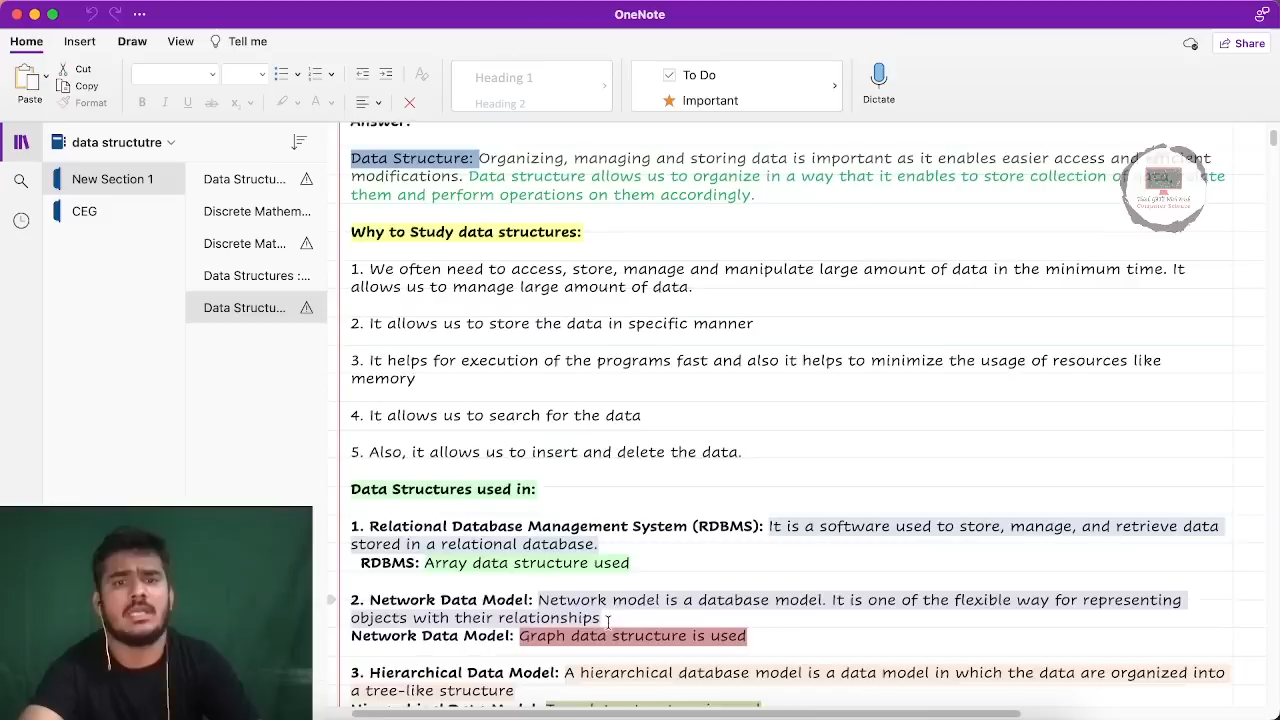 OneNote
Home Insert Draw View Tell me
Share
Paste
Cut
Copy
Format
Heading 1
Heading 2
To Do
Important
Dictate
data structutre
New Section 1
CEG
Data Structu...
Discrete Mathem...
Discrete Mat...
Data Structures :...
Data Structu...
Answer:
Data Structure: Organizing, managing and storing data is important as it enables easier access and efficient
modifications. Data structure allows us to organize in a way that it enables to store collection of data, relate
them and perform operations on them accordingly.
Why to Study data structures:
1. We often need to access, store, manage and manipulate large amount of data in the minimum time. It
allows us to manage large amount of data.
2. It allows us to store the data in specific manner
3. It helps for execution of the programs fast and also it helps to minimize the usage of resources like
memory
4. It allows us to search for the data
5. Also, it allows us to insert and delete the data.
Data Structures used in:
1. Relational Database Management System (RDBMS): It is a software used to store, manage, and retrieve data
stored in a relational database.
RDBMS: Array data structure used
2. Network Data Model: Network model is a database model. It is one of the flexible way for representing
objects with their relationships
Network Data Model: Graph data structure is used
3. Hierarchical Data Model: A hierarchical database model is a data model in which the data are organized into
a tree-like structure
Computer Science